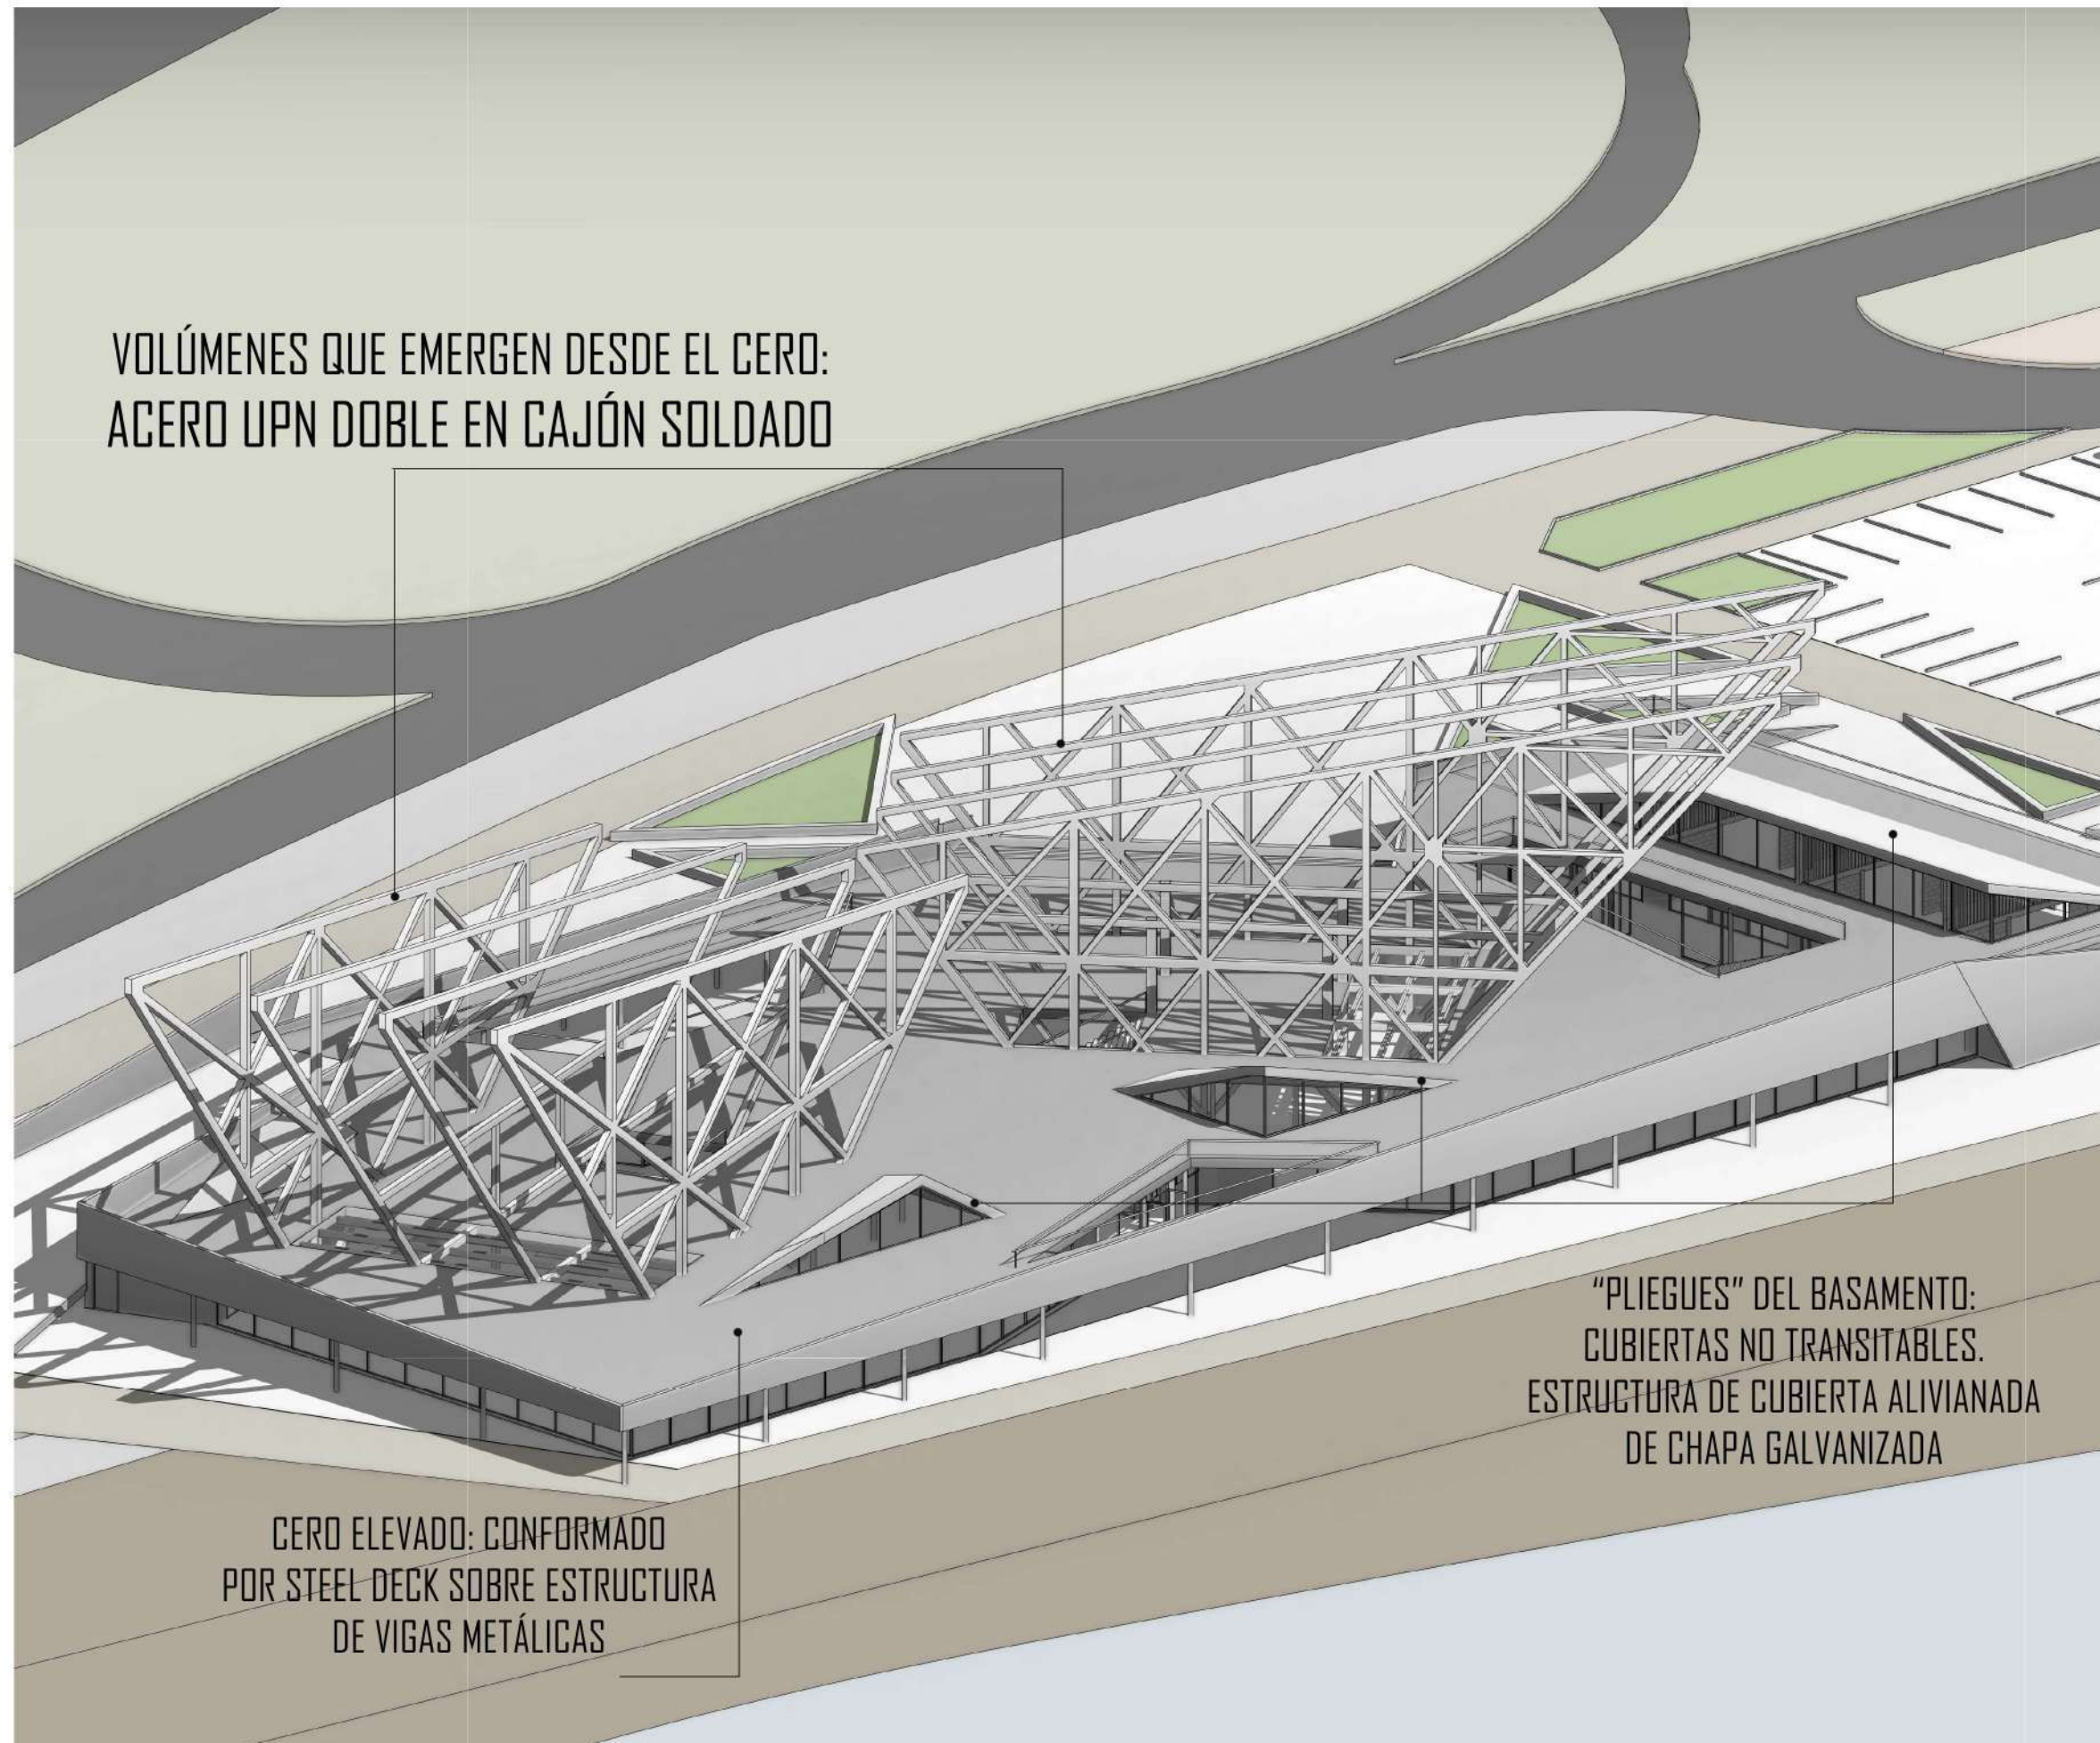 VOLÚMENES QUE EMERGEN DESDE EL CERO:
ACERO UPN DOBLE EN CAJÓN SOLDADO
"PLIEGUES" DEL BASAMENTO:
CUBIERTAS NO TRANSITABLES.
ESTRUCTURA DE CUBIERTA ALIVIANADA
DE CHAPA GALVANIZADA
CERO ELEVADO: CONFORMADO
POR STEEL DECK SOBRE ESTRUCTURA
DE VIGAS METÁLICAS